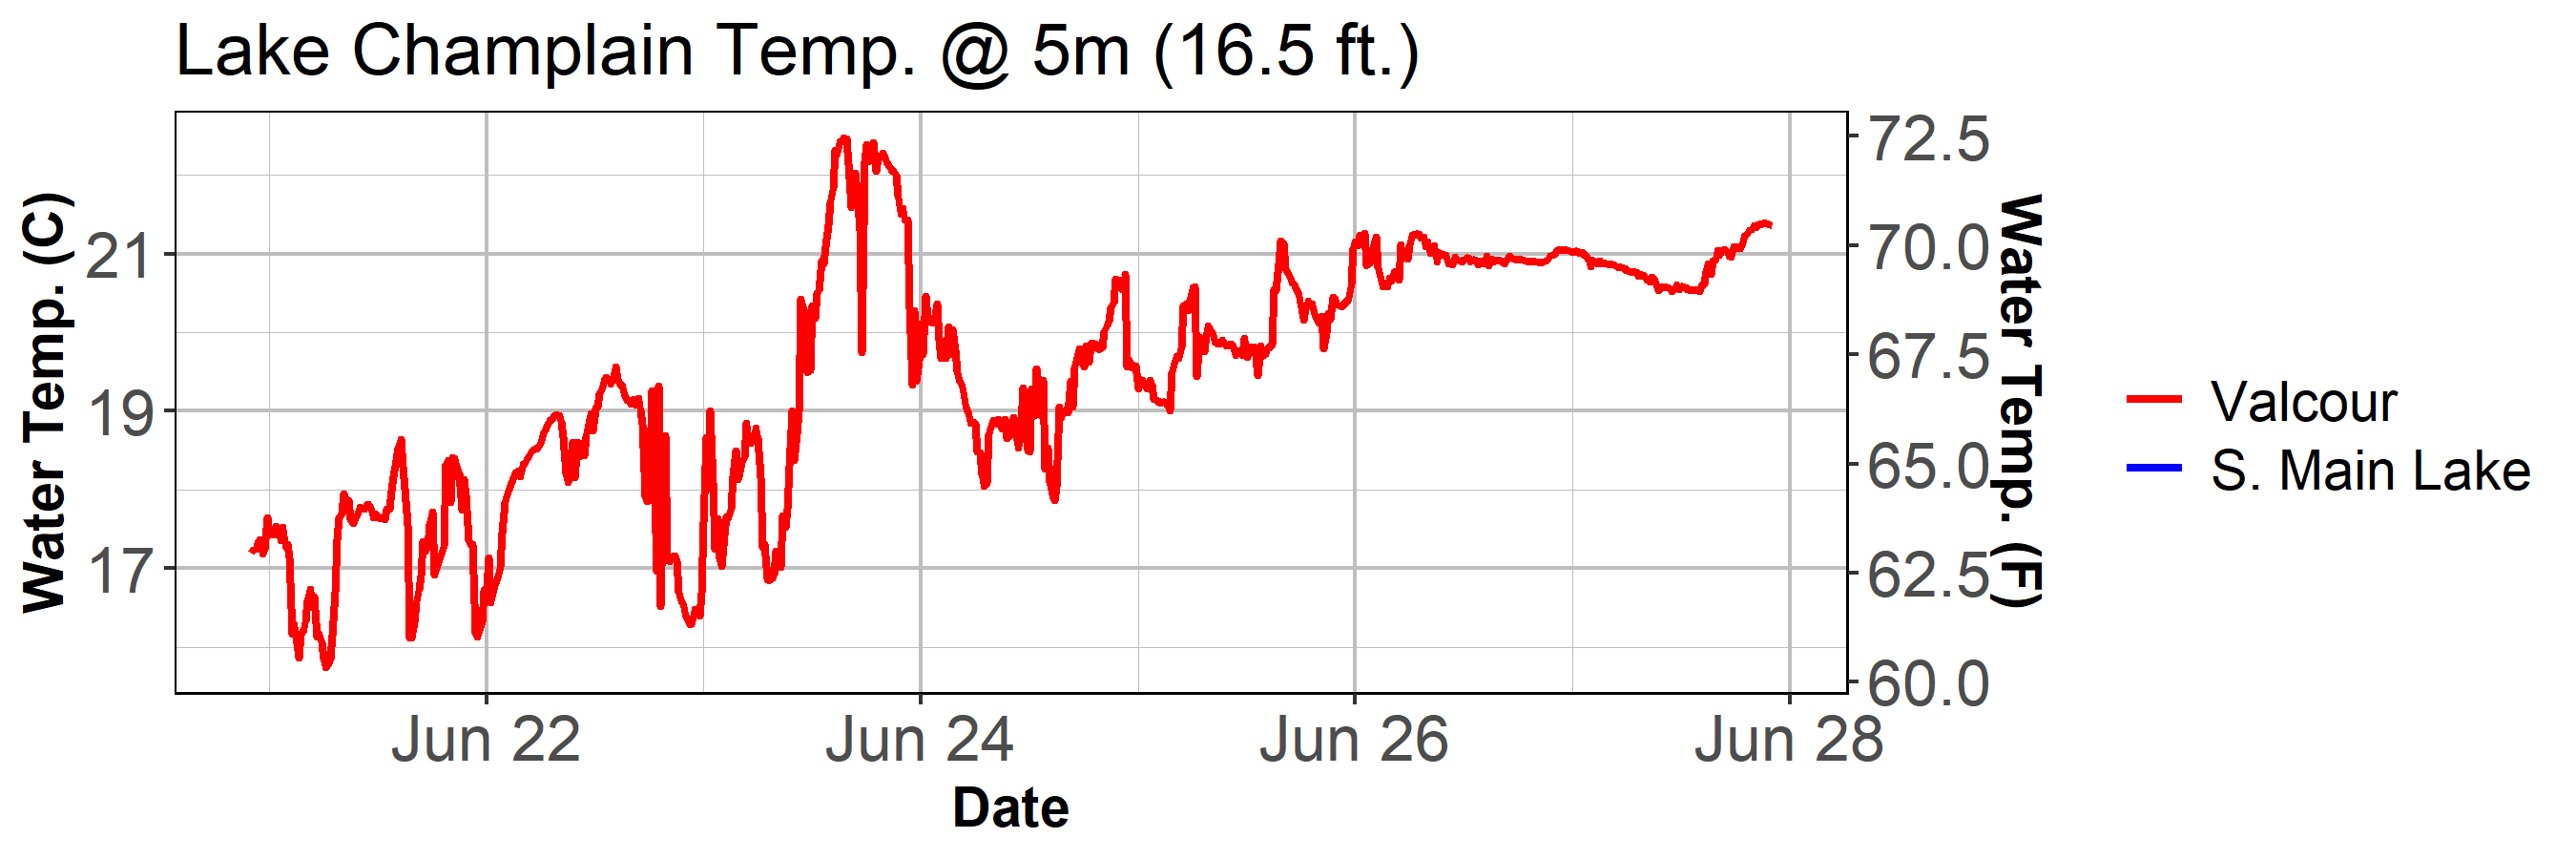 Lake Champlain Temp. @ 5m (16.5 ft.)
Water Temp. (C)
21
19
17
72.5
70.0
67.5
65.0
62.5
60.0
Water Temp. (F)
Jun 22
Jun 24
Jun 26
Jun 28
Date
Valcour
S. Main Lake